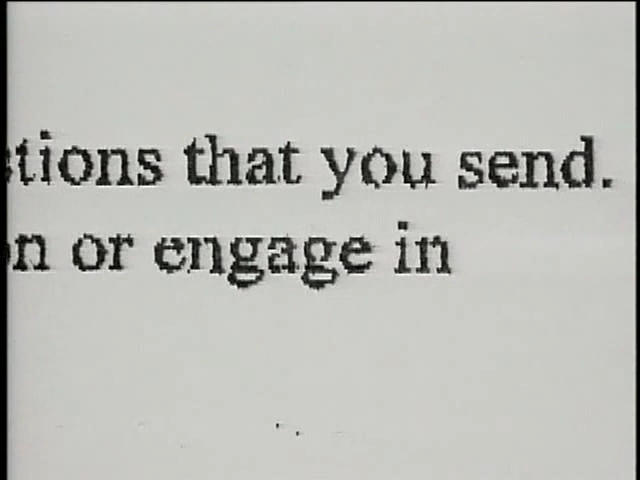 tions that you send.
n or engage in